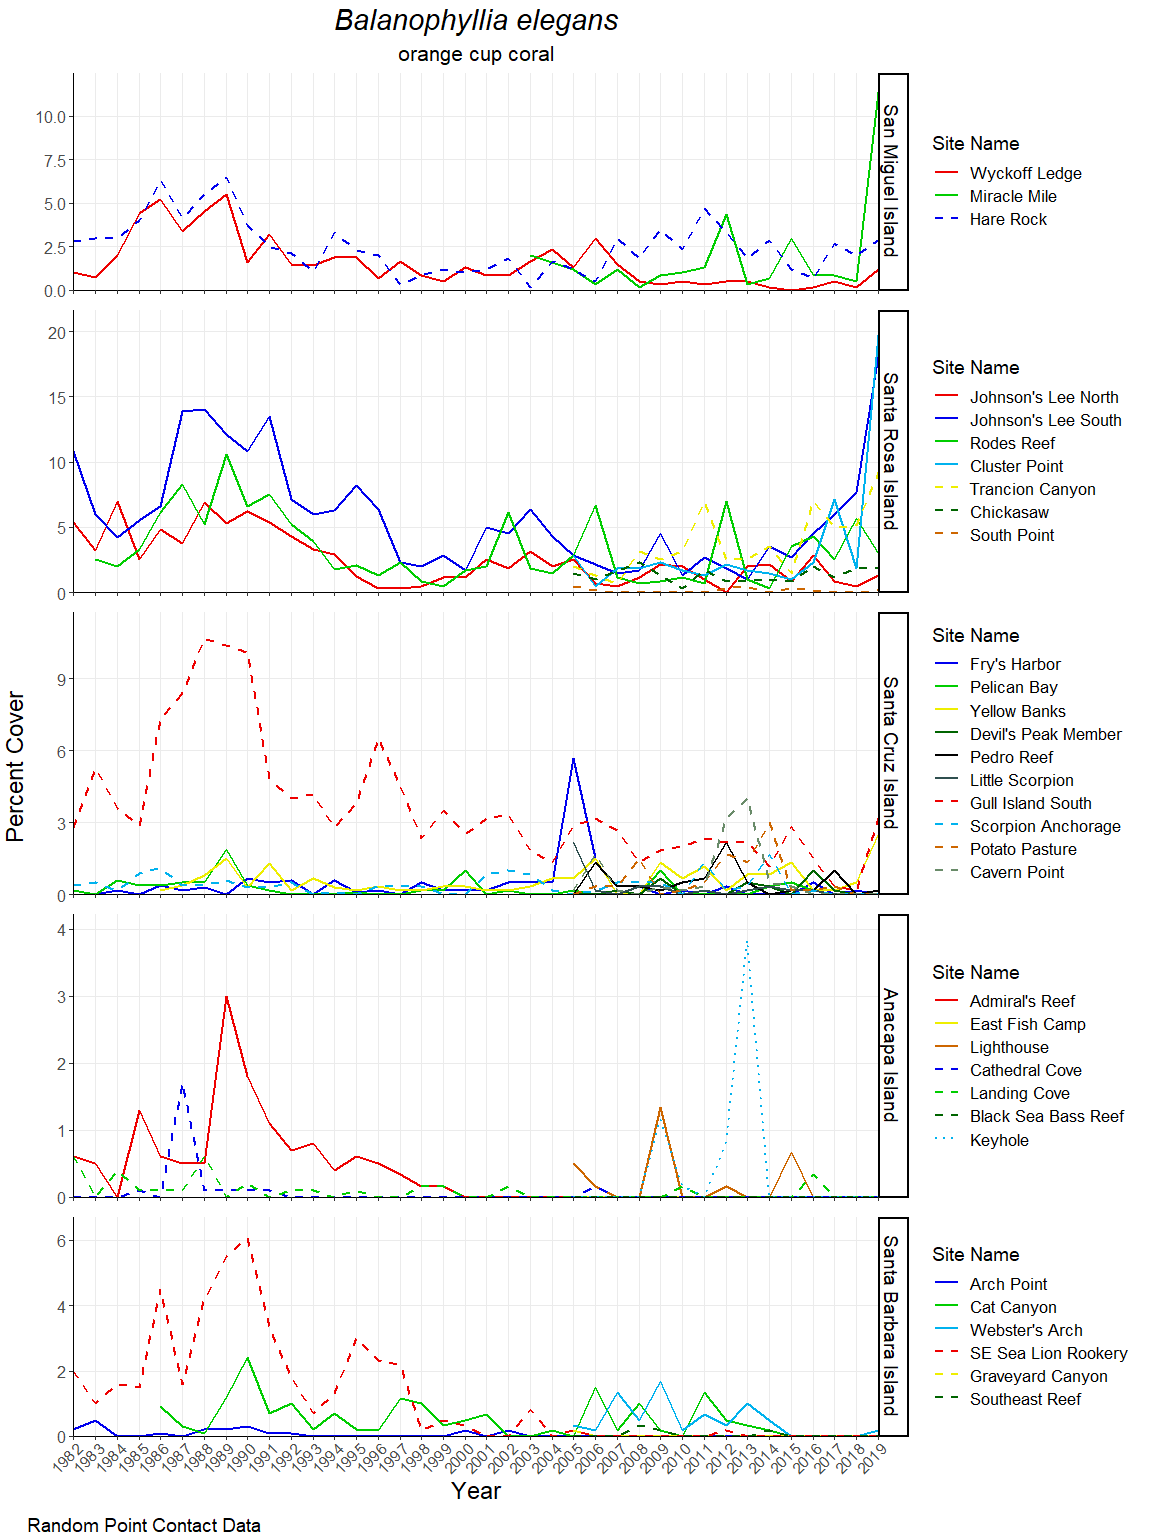 Balanophyllia elegans
orange cup coral
10.0
7.5
5.0
2.5
0.0
San Miguel Island
Site Name
Wyckoff Ledge
Miracle Mile
Hare Rock
20
15
10
5
0
Santa Rosa Island
Site Name
Johnson's Lee North
Johnson's Lee South
Rodes Reef
Cluster Point
Trancion Canyon
Chickasaw
South Point
Percent Cover
9
6
3
0
Santa Cruz Island
Site Name
Fry's Harbor
Pelican Bay
Yellow Banks
Devil's Peak Member
Pedro Reef
Little Scorpion
Gull Island South
Scorpion Anchorage
Potato Pasture
Cavern Point
4
3
2
1
0
Anacapa Island
Site Name
Admiral's Reef
East Fish Camp
Lighthouse
Cathedral Cove
Landing Cove
Black Sea Bass Reef
Keyhole
6
4
2
0
Santa Barbara Island
Site Name
Arch Point
Cat Canyon
Webster's Arch
SE Sea Lion Rookery
Graveyard Canyon
Southeast Reef
1982 1983 1984 1985 1986 1987 1988 1989 1990 1991 1992 1993 1994 1995 1996 1997 1998 1999 2000 2001 2002 2003 2004 2005 2006 2007 2008 2009 2010 2011 2012 2013 2014 2015 2016 2017 2018 2019
Year
Random Point Contact Data